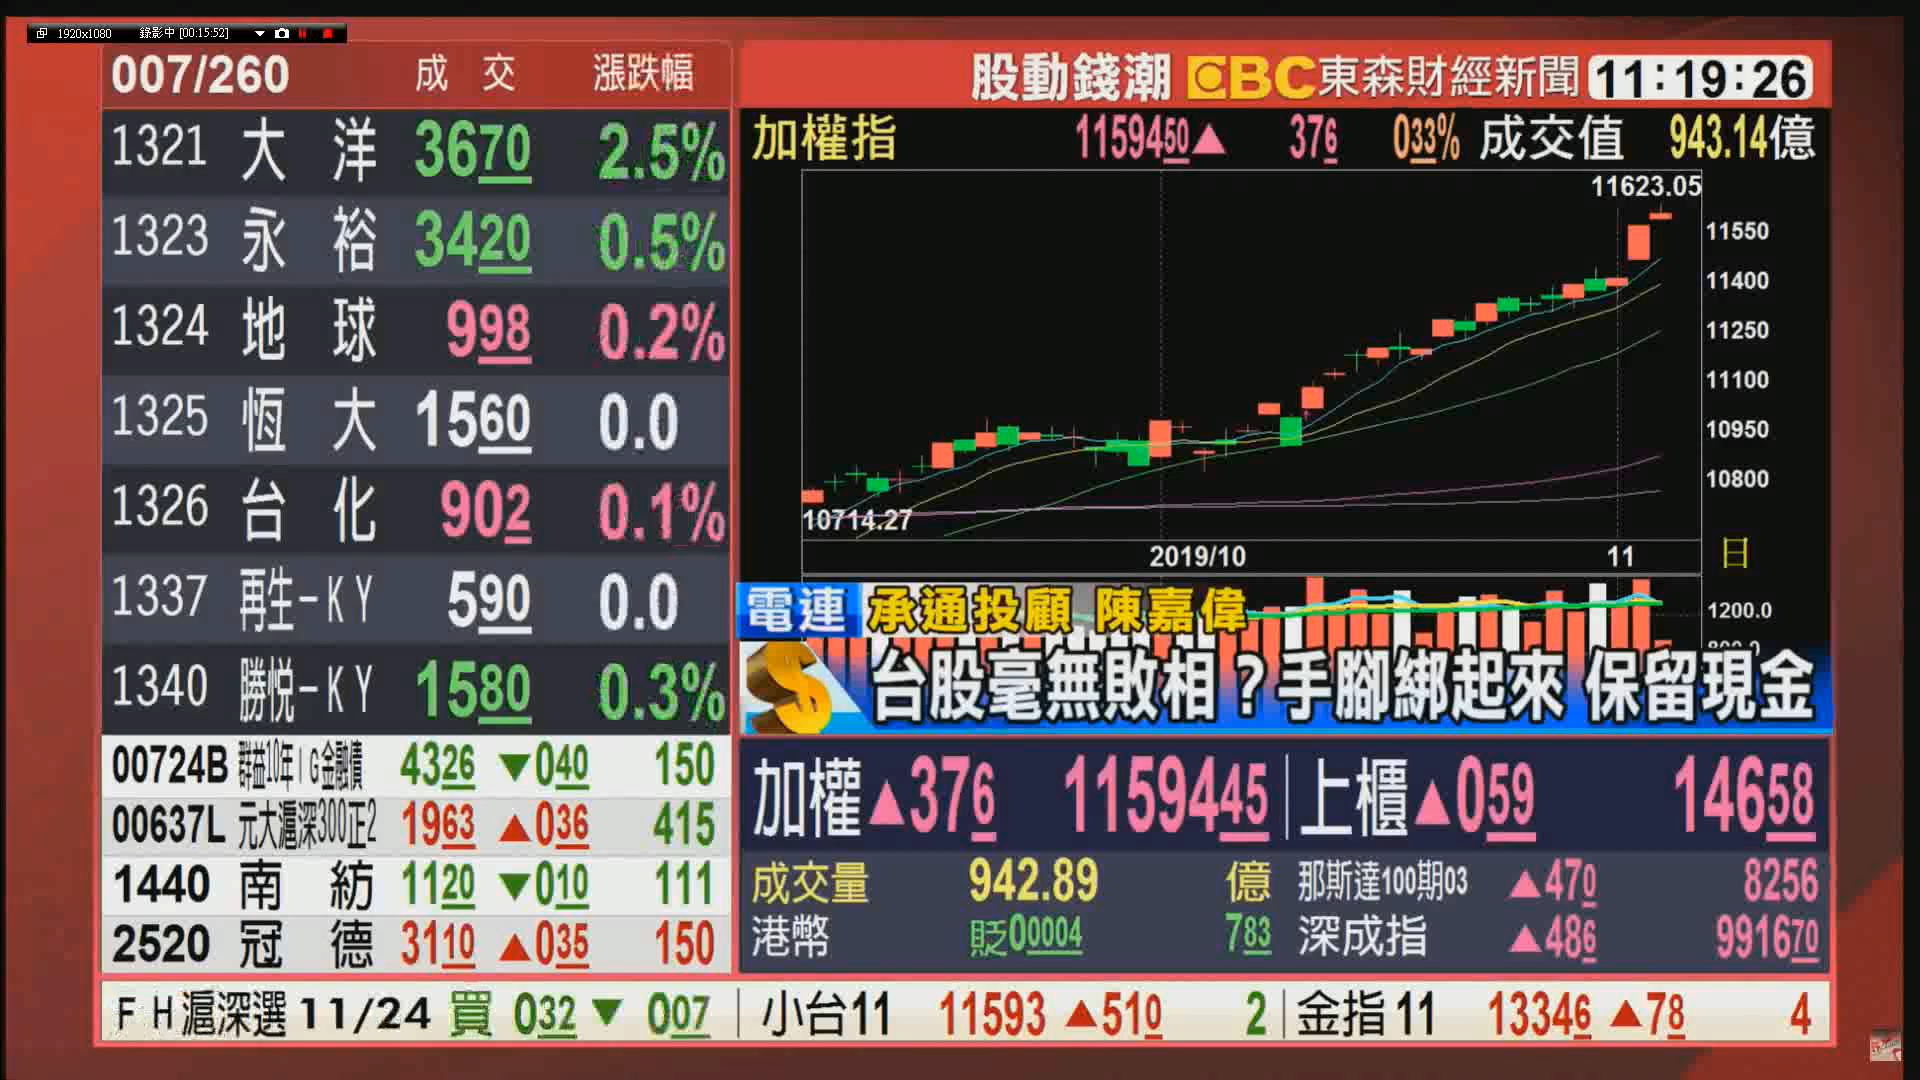 1920x1080 錄影中 [00:15:52]
007/260 成交 漲跌幅
1321 大洋 3670 2.5%
1323 永裕 3420 0.5%
1324 地球 998 0.2%
1325 恆大 1560 0.0
1326 台化 902 0.1%
1337 再生-KY 590 0.0
1340 勝悅-KY 1580 0.3%
00724B 群益10年IG金融債 4326 ▼040 150
00637L 元大滬深300正2 1963 ▲036 415
1440 南紡 1120 ▼010 111
2520 冠德 3110 ▲035 150
股動錢潮 EBC東森財經新聞 11:19:26
加權指 1159450▲ 376 033% 成交值 943.14億
11623.05
11550
11400
11250
11100
10950
10800
10714.27
2019/10 11 日
1200.0
電連 承通投顧 陳嘉偉
台股毫無敗相？手腳綁起來 保留現金
加權▲376 1159445 上櫃▲059 14658
成交量 942.89 億 那斯達100期03 ▲470 8256
港幣 貶00004 783 深成指 ▲486 991670
FH滬深選 11/24 買 032 ▼ 007 小台11 11593 ▲510 2 金指11 13346 ▲78 4